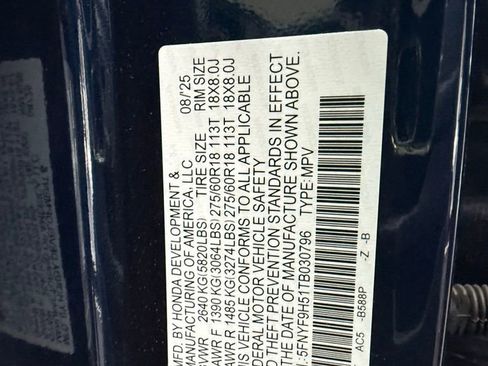 MFD. BY HONDA DEVELOPMENT & 08/'25
MANUFACTURING OF AMERICA, LLC
TIRE SIZE RIM SIZE
GVWR 2640 KG(5820LBS)
GAWR F 1390 KG(3064LBS) 275/60R18 113T 18X8.0J
GAWR R 1485 KG(3274LBS) 275/60R18 113T 18X8.0J
THIS VEHICLE CONFORMS TO ALL APPLICABLE
FEDERAL MOTOR VEHICLE SAFETY
AND THEFT PREVENTION STANDARDS IN EFFECT
ON THE DATE OF MANUFACTURE SHOWN ABOVE.
.:5FNYF9H51TB030796 TYPE:MPV
AC5 -B588P -Z -B